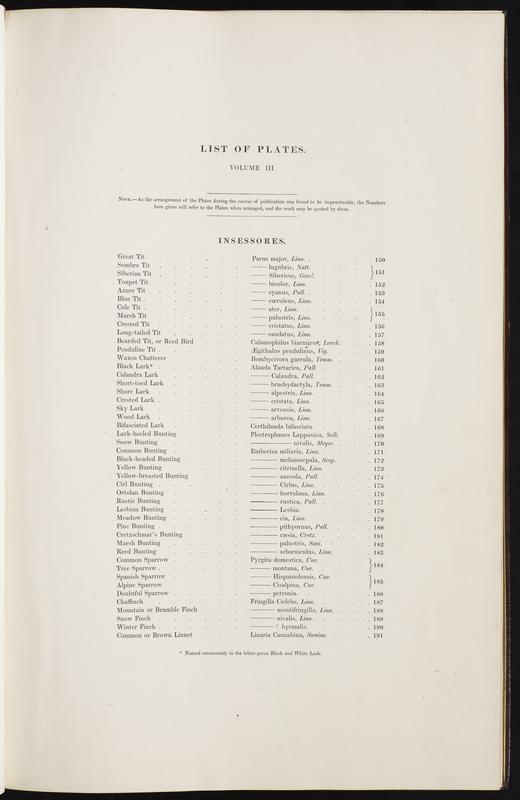 LIST OF PLATES.
VOLUME III.
Note.—As the arrangement of the Plates during the course of publication was found to be impracticable, the Numbers
here given will refer to the Plates when arranged, and the work may be quoted by them.
INSESSORES.
Great Tit . . . . . Parus major, Linn. . . . . 150
Sombre Tit . . . . . ——— lugubris, Natt. . . . }151
Siberian Tit . . . . . ——— Sibericus, Gmel. . . .
Toupet Tit . . . . . ——— bicolor, Linn. . . . . 152
Azure Tit . . . . . ——— cyanus, Pall. . . . . 153
Blue Tit . . . . . ——— cæruleus, Linn. . . . . 154
Cole Tit . . . . . ——— ater, Linn. . . . . }155
Marsh Tit . . . . . ——— palustris, Linn. . . .
Crested Tit . . . . . ——— cristatus, Linn. . . . . 156
Long-tailed Tit . . . . ——— caudatus, Linn. . . . . 157
Bearded Tit, or Reed Bird . . . Calamophilus biarmicus, Leach. . . 158
Penduline Tit . . . . . Ægithalus pendulinus, Vig. . . . 159
Waxen Chatterer . . . . Bombycivora garrula, Temm. . . . 160
Black Lark* . . . . . Alauda Tartarica, Pall. . . . . 161
Calandra Lark . . . . . ——— Calandra, Pall. . . . . 162
Short-toed Lark . . . . ——— brachydactyla, Temm. . . . 163
Shore Lark . . . . . ——— alpestris, Linn. . . . . 164
Crested Lark . . . . . ——— cristata, Linn. . . . . 165
Sky Lark . . . . . ——— arvensis, Linn. . . . . 166
Wood Lark . . . . . ——— arborea, Linn. . . . . 167
Bifasciated Lark . . . . Certhilauda bifasciata. . . . . 168
Lark-heeled Bunting . . . . Plectrophanes Lapponica, Selb. . . 169
Snow Bunting . . . . . ——— nivalis, Meyer. . . . 170
Common Bunting . . . . Emberiza miliaria, Linn. . . . . 171
Black-headed Bunting . . . . ——— melanocepala, Scop. . . . 172
Yellow Bunting . . . . ——— citrinella, Linn. . . . . 173
Yellow-breasted Bunting . . . ——— aureola, Pall. . . . . 174
Cirl Bunting . . . . . ——— Cirlus, Linn. . . . . 175
Ortolan Bunting . . . . ——— hortulana, Linn. . . . . 176
Rustic Bunting . . . . ——— rustica, Pall. . . . . 177
Lesbian Bunting . . . . ——— Lesbia. . . . . 178
Meadow Bunting . . . . ——— cia, Linn. . . . . 179
Pine Bunting . . . . . ——— pithyornus, Pall. . . . 180
Cretzschmar's Bunting . . . . ——— cæsia, Cretz. . . . . 181
Marsh Bunting . . . . . ——— palustris, Savi. . . . . 182
Reed Bunting . . . . . ——— schœniculus, Linn. . . . 183
Common Sparrow . . . . Pyrgita domestica, Cuv. . . . }184
Tree Sparrow . . . . . ——— montana, Cuv. . . .
Spanish Sparrow . . . . ——— Hispaniolensis, Cuv. . . . }185
Alpine Sparrow . . . . ——— Cisalpina, Cuv. . . .
Doubtful Sparrow . . . . ——— petronia. . . . . 186
Chaffinch . . . . . Fringilla Cœlebs, Linn. . . . . 187
Mountain or Bramble Finch . . . ——— montifringilla, Linn. . . . 188
Snow Finch . . . . . ——— nivalis, Linn. . . . . 189
Winter Finch . . . . . ——— ? hyemalis. . . . . 190
Common or Brown Linnet . . . Linaria Cannabina, Swains. . . . 191
* Named erroneously in the letter-press Black and White Lark.